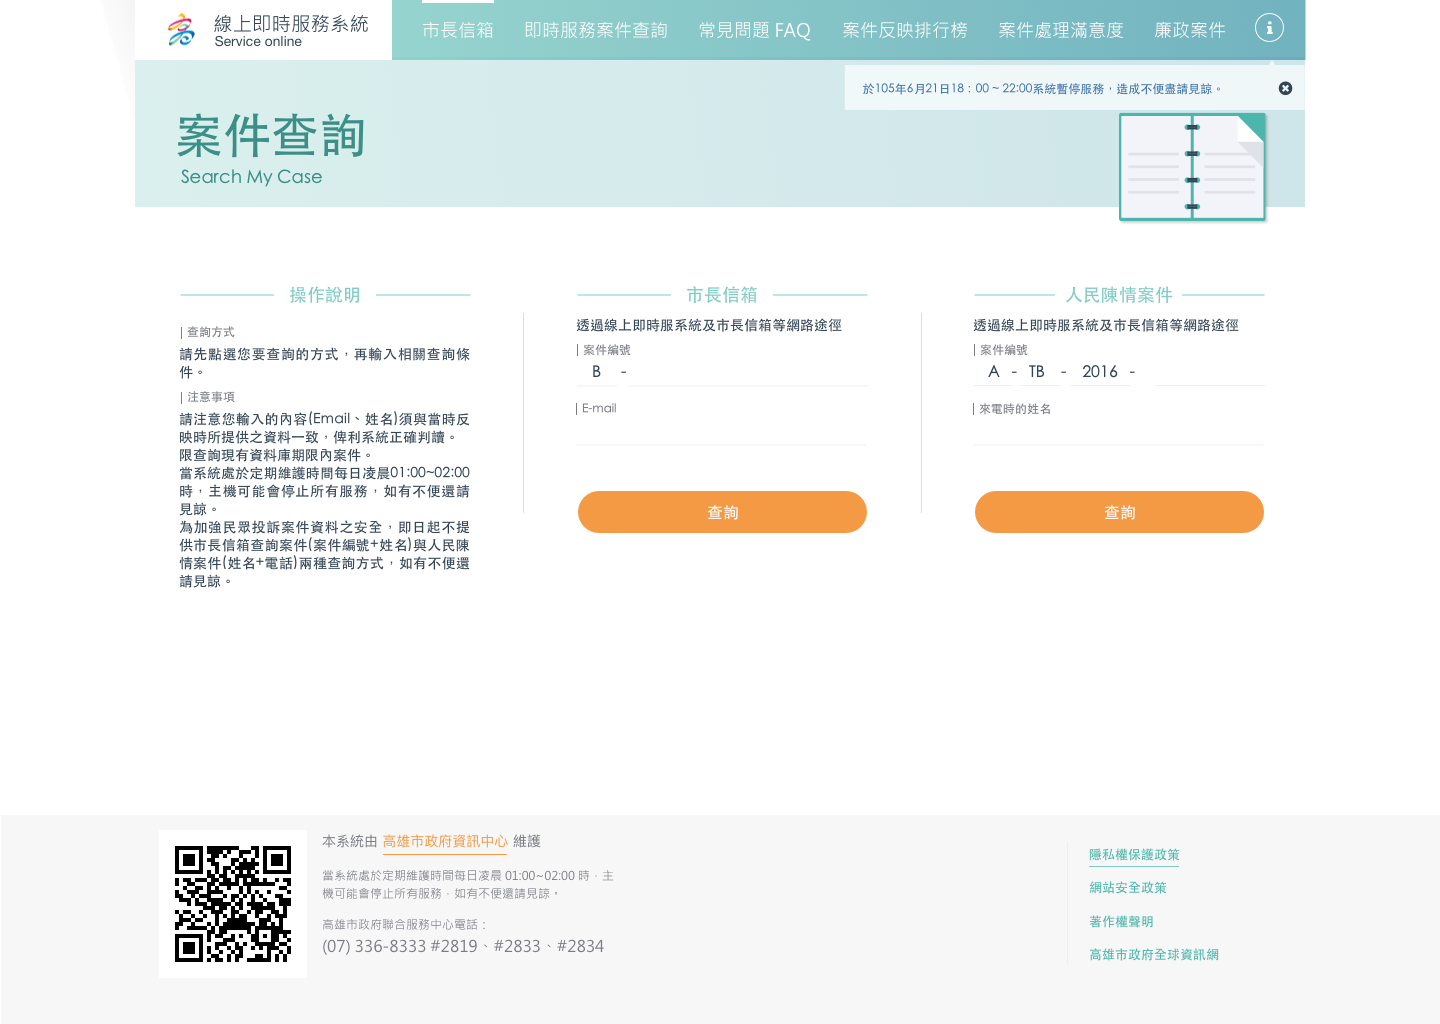 線上即時服務系統
Service online
市長信箱
即時服務案件查詢
常見問題 FAQ
案件反映排行榜
案件處理滿意度
廉政案件
於105年6月21日18：00 ~ 22:00系統暫停服務，造成不便盡請見諒。
案件查詢
Search My Case
操作說明
查詢方式
請先點選您要查詢的方式，再輸入相關查詢條
件。
注意事項
請注意您輸入的內容(Email、姓名)須與當時反
映時所提供之資料一致，俾利系統正確判讀。
限查詢現有資料庫期限內案件。
當系統處於定期維護時間每日凌晨01:00~02:00
時，主機可能會停止所有服務，如有不便還請
見諒。
為加強民眾投訴案件資料之安全，即日起不提
供市長信箱查詢案件(案件編號+姓名)與人民陳
情案件(姓名+電話)兩種查詢方式，如有不便還
請見諒。
市長信箱
透過線上即時服系統及市長信箱等網路途徑
案件編號
B -
E-mail
查詢
人民陳情案件
透過線上即時服系統及市長信箱等網路途徑
案件編號
A - TB - 2016 -
來電時的姓名
查詢
本系統由 高雄市政府資訊中心 維護
當系統處於定期維護時間每日凌晨 01:00~02:00 時，主
機可能會停止所有服務，如有不便還請見諒。
高雄市政府聯合服務中心電話：
(07) 336-8333 #2819、#2833、#2834
隱私權保護政策
網站安全政策
著作權聲明
高雄市政府全球資訊網